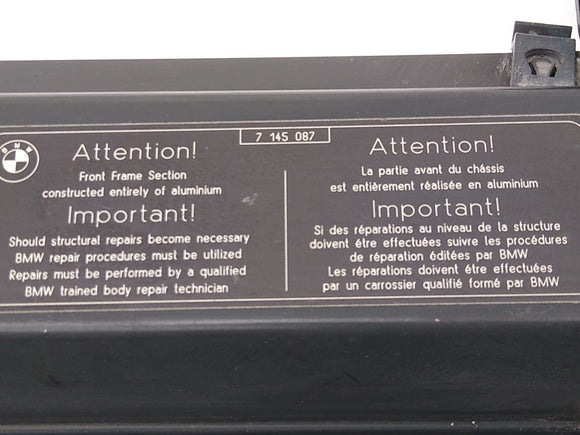 BMW
7 145 087
Attention!
Front Frame Section
constructed entirely of aluminium
Important!
Should structural repairs become necessary
BMW repair procedures must be utilized
Repairs must be performed by a qualified
BMW trained body repair technician
Attention!
La partie avant du châssis
est entièrement réalisée en aluminium
Important!
Si des réparations au niveau de la structure
doivent être effectuées suivre les procédures
de réparation éditées par BMW
Les réparations doivent être effectuées
par un carrossier qualifié formé par BMW